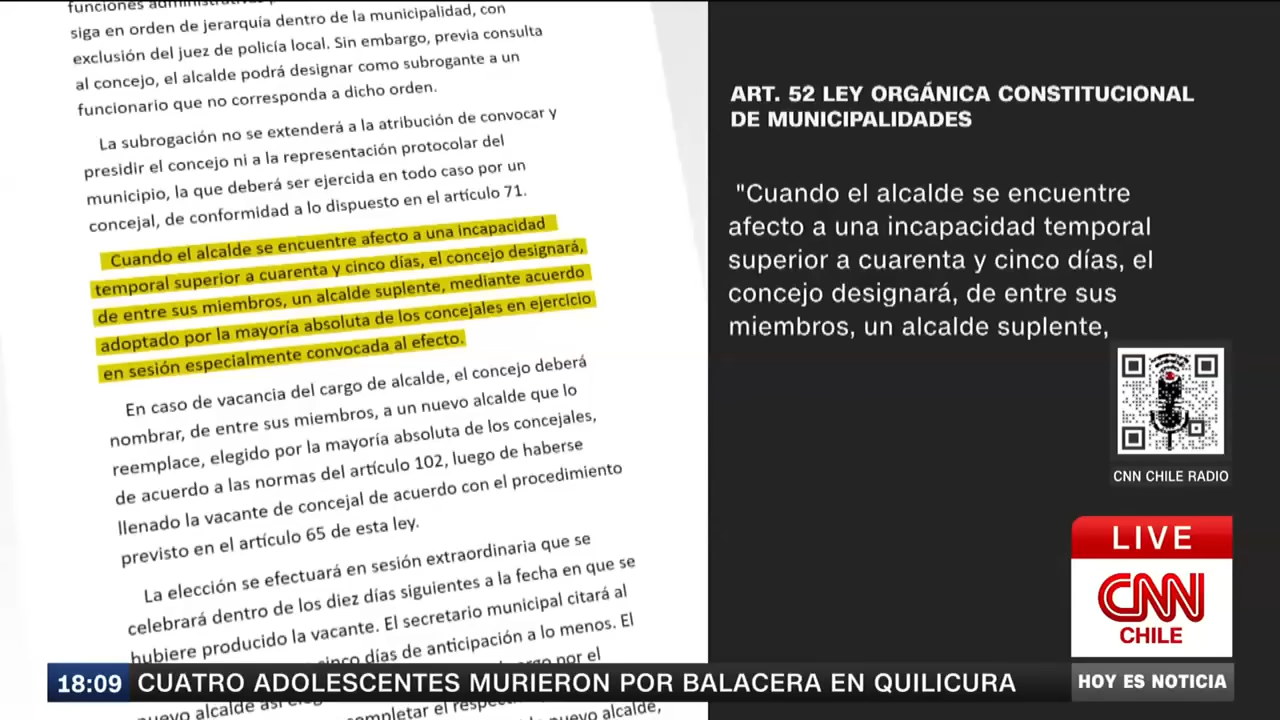 siga en orden de jerarquía dentro de la municipalidad, con
exclusión del juez de policía local. Sin embargo, previa consulta
al concejo, el alcalde podrá designar como subrogante a un
funcionario que no corresponda a dicho orden.
La subrogación no se extenderá a la atribución de convocar y
presidir el concejo ni a la representación protocolar del
municipio, la que deberá ser ejercida en todo caso por un
concejal, de conformidad a lo dispuesto en el artículo 71.
Cuando el alcalde se encuentre afecto a una incapacidad
temporal superior a cuarenta y cinco días, el concejo designará,
de entre sus miembros, un alcalde suplente, mediante acuerdo
adoptado por la mayoría absoluta de los concejales en ejercicio
en sesión especialmente convocada al efecto.
En caso de vacancia del cargo de alcalde, el concejo deberá
nombrar, de entre sus miembros, a un nuevo alcalde que lo
reemplace, elegido por la mayoría absoluta de los concejales,
de acuerdo a las normas del artículo 102, luego de haberse
llenado la vacante de concejal de acuerdo con el procedimiento
previsto en el artículo 65 de esta ley.
La elección se efectuará en sesión extraordinaria que se
celebrará dentro de los diez días siguientes a la fecha en que se
hubiere producido la vacante. El secretario municipal citará al
cinco días de anticipación a lo menos. El
por el
nuevo alcalde,
ART. 52 LEY ORGÁNICA CONSTITUCIONAL
DE MUNICIPALIDADES
"Cuando el alcalde se encuentre
afecto a una incapacidad temporal
superior a cuarenta y cinco días, el
concejo designará, de entre sus
miembros, un alcalde suplente,
CNN CHILE RADIO
LIVE
CNN
CHILE
18:09 CUATRO ADOLESCENTES MURIERON POR BALACERA EN QUILICURA
HOY ES NOTICIA